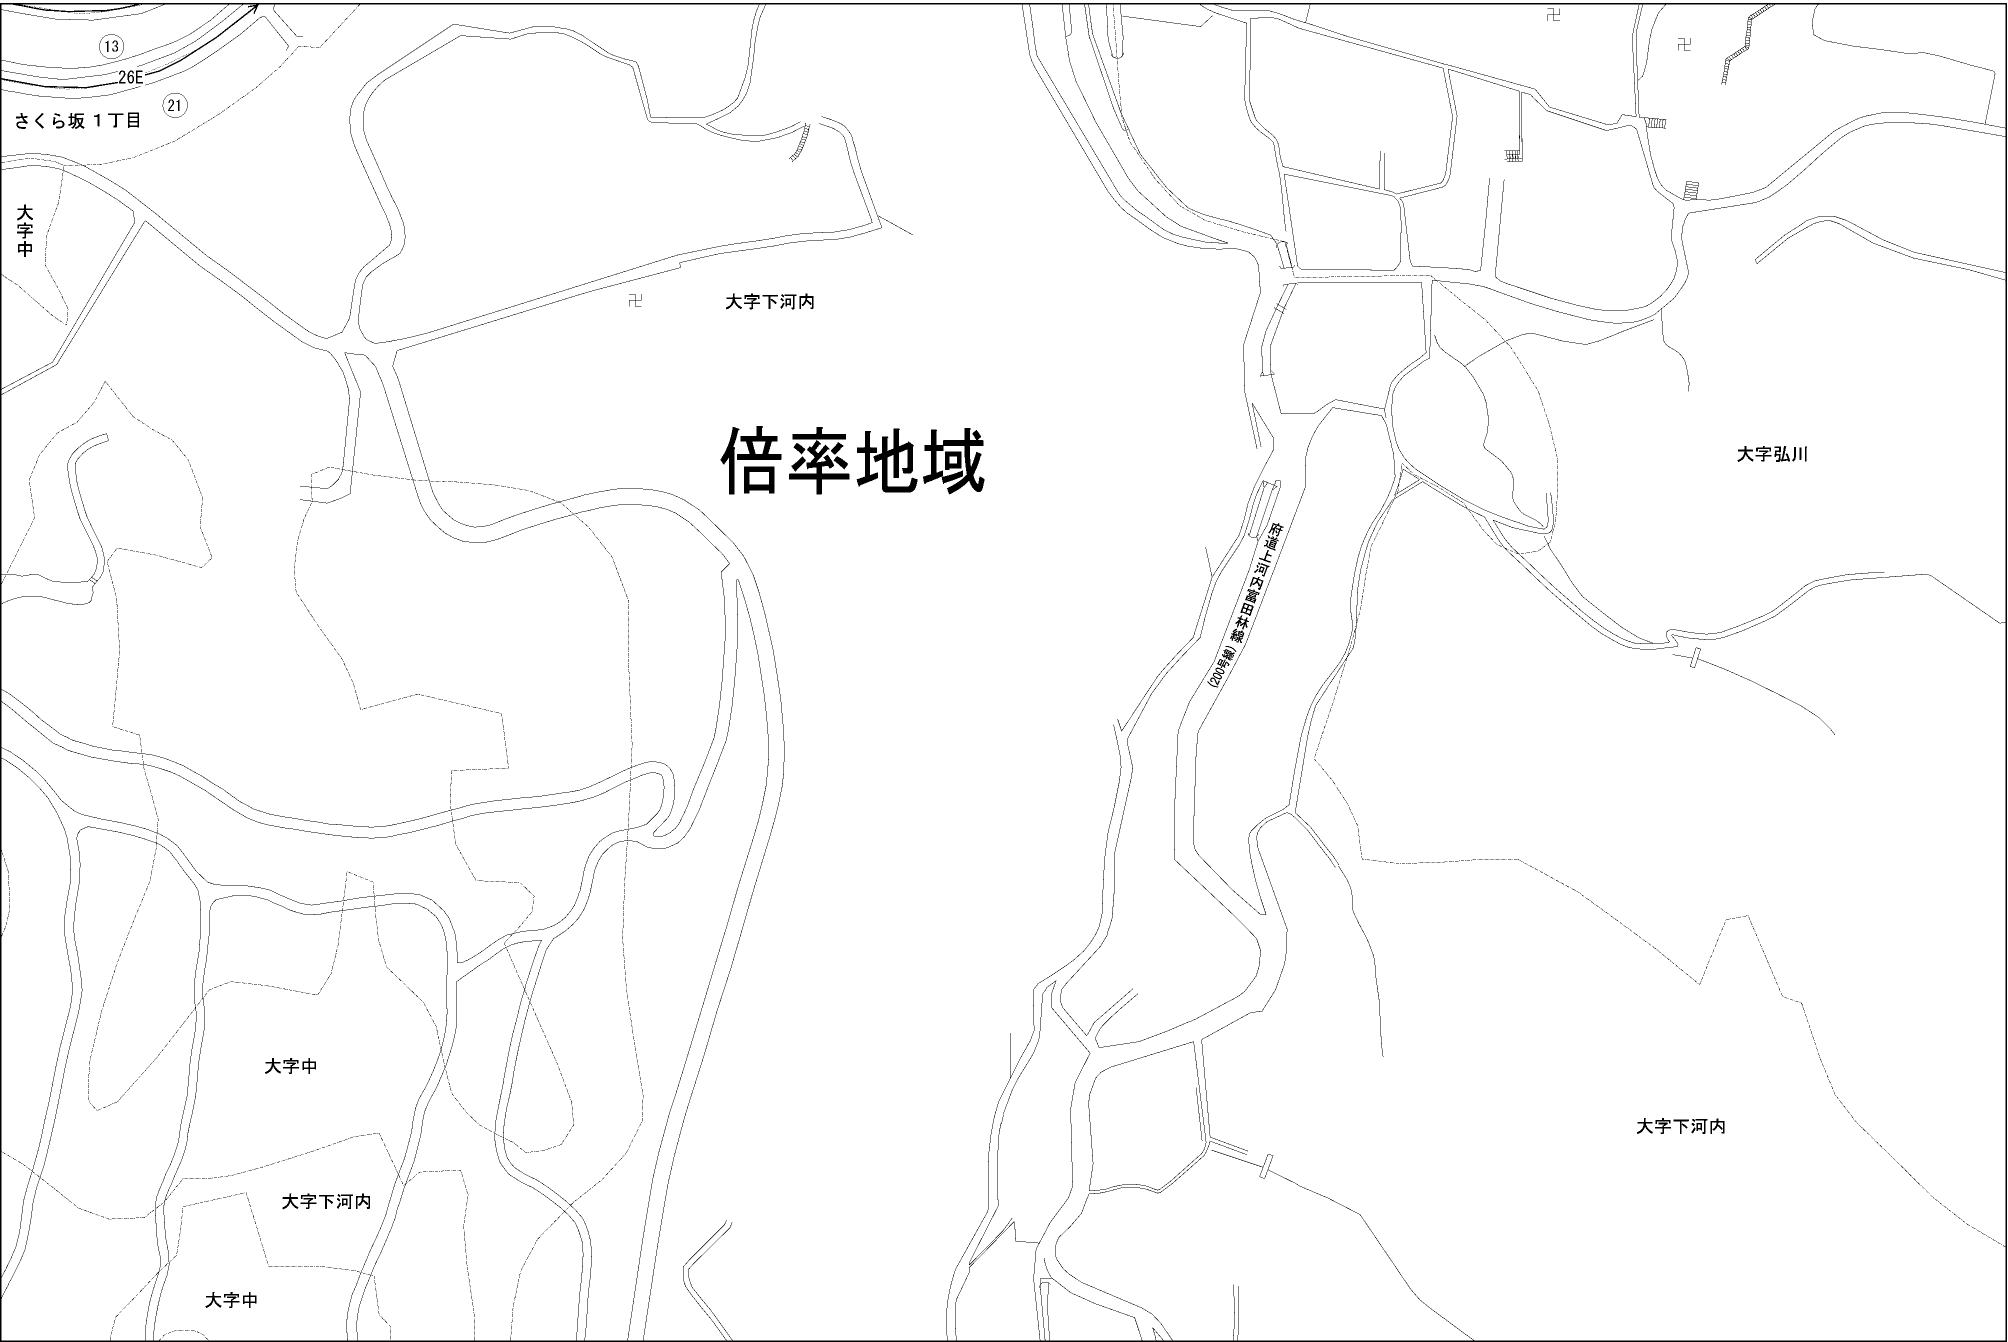 13
26E
21
さくら坂１丁目
大字中
大字下河内
倍率地域
大字弘川
府道上河内富田林線
(200号線)
大字中
大字下河内
大字下河内
大字中